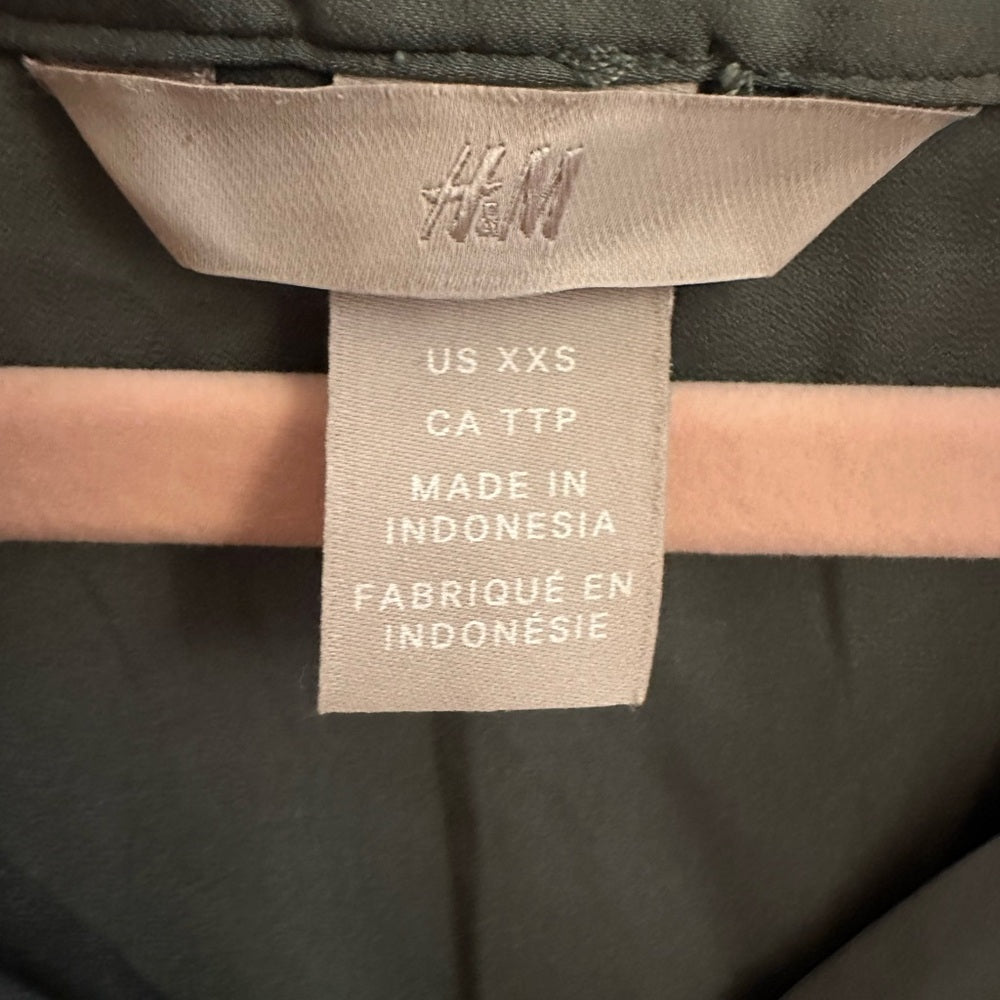 H&M
US XXS
CA TTP
MADE IN
INDONESIA
FABRIQUÉ EN
INDONÉSIE